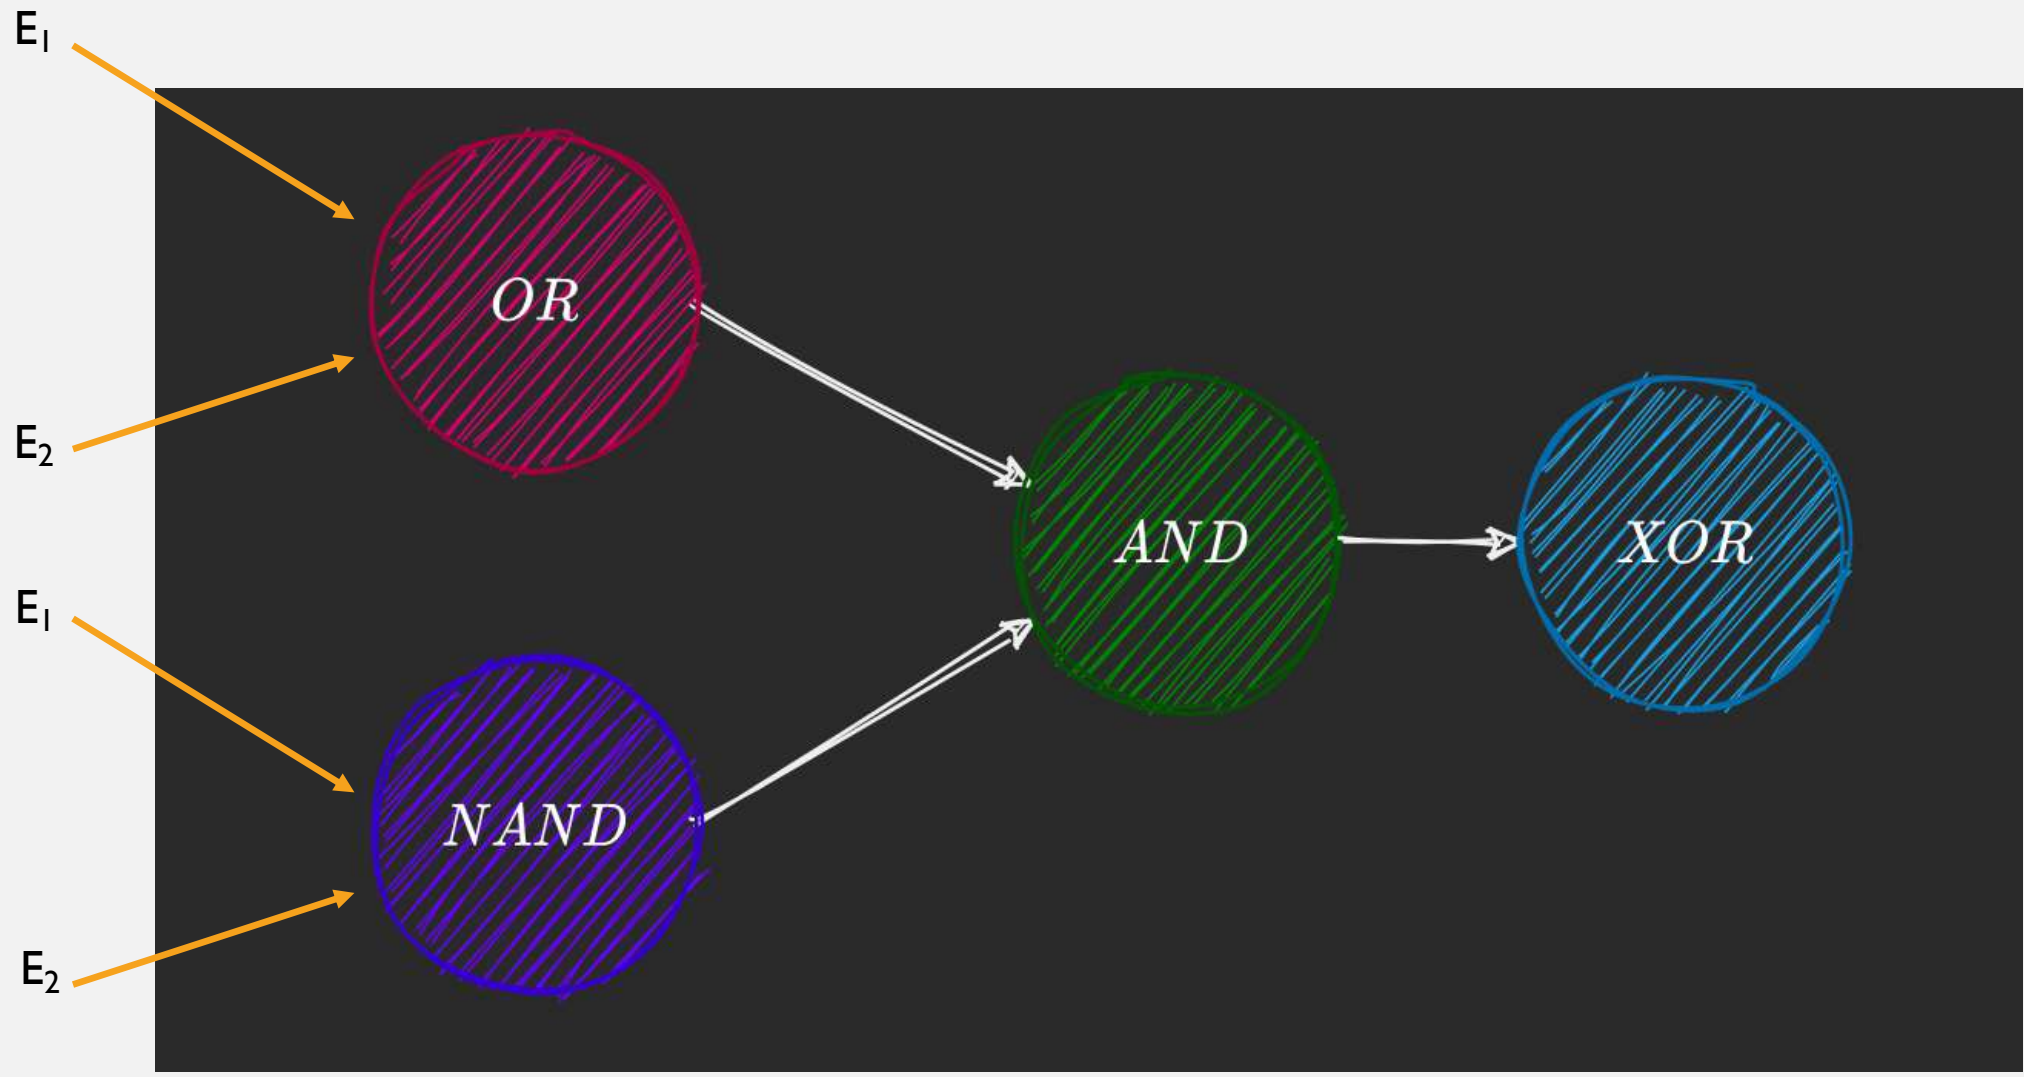 E₁
OR
E₂
AND
XOR
E₁
NAND
E₂